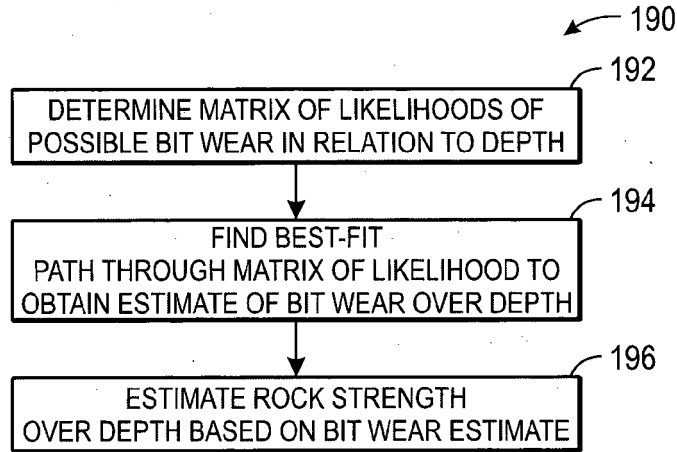 190
192
DETERMINE MATRIX OF LIKELIHOODS OF
POSSIBLE BIT WEAR IN RELATION TO DEPTH
194
FIND BEST-FIT
PATH THROUGH MATRIX OF LIKELIHOOD TO
OBTAIN ESTIMATE OF BIT WEAR OVER DEPTH
196
ESTIMATE ROCK STRENGTH
OVER DEPTH BASED ON BIT WEAR ESTIMATE